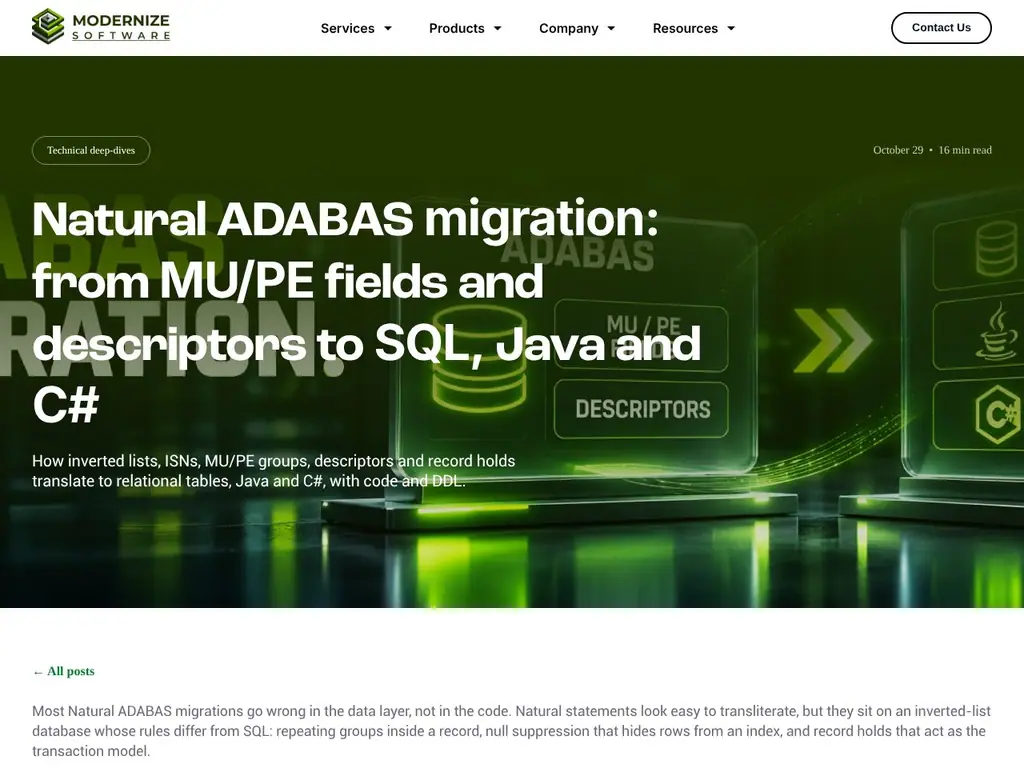 MODERNIZE
SOFTWARE
Services
Products
Company
Resources
Contact Us
Technical deep-dives
October 29 • 16 min read
Natural ADABAS migration:
from MU/PE fields and
descriptors to SQL, Java and
C#
How inverted lists, ISNs, MU/PE groups, descriptors and record holds
translate to relational tables, Java and C#, with code and DDL.
ADABAS
MU / PE
DESCRIPTORS
C#
← All posts
Most Natural ADABAS migrations go wrong in the data layer, not in the code. Natural statements look easy to transliterate, but they sit on an inverted-list
database whose rules differ from SQL: repeating groups inside a record, null suppression that hides rows from an index, and record holds that act as the
transaction model.